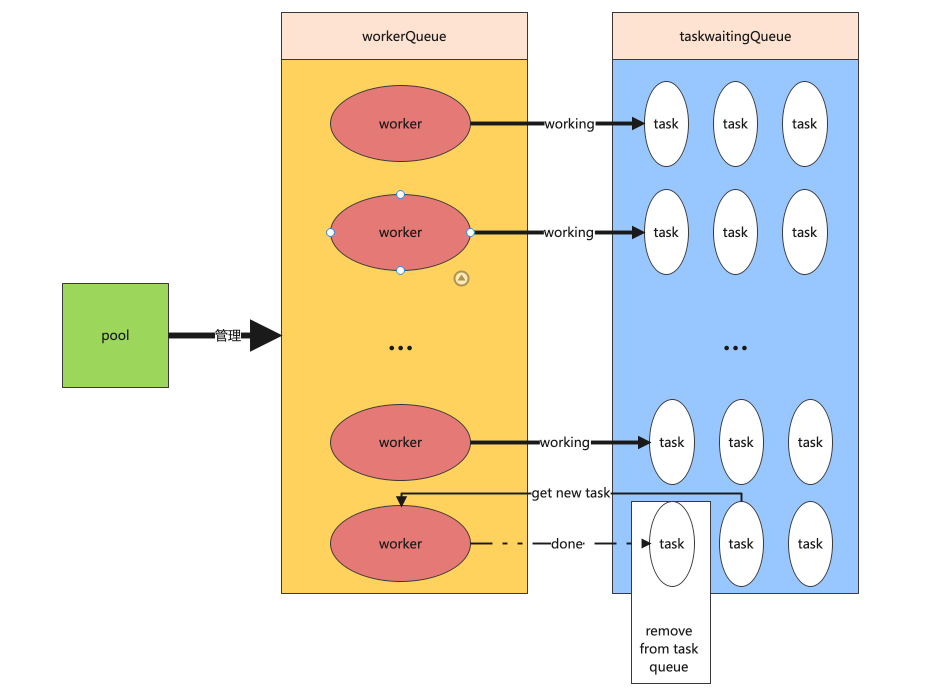 workerQueue
taskwaitingQueue
worker
working
task
task
task
worker
working
task
task
task
pool
管理
...
...
worker
working
task
task
task
get new task
worker
done
task
task
task
remove
from task
queue